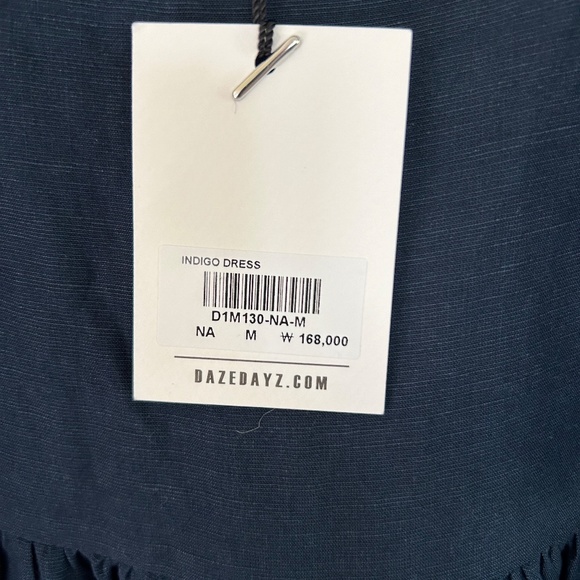 INDIGO DRESS
D1M130-NA-M
NA M ₩ 168,000
DAZEDAYZ.COM